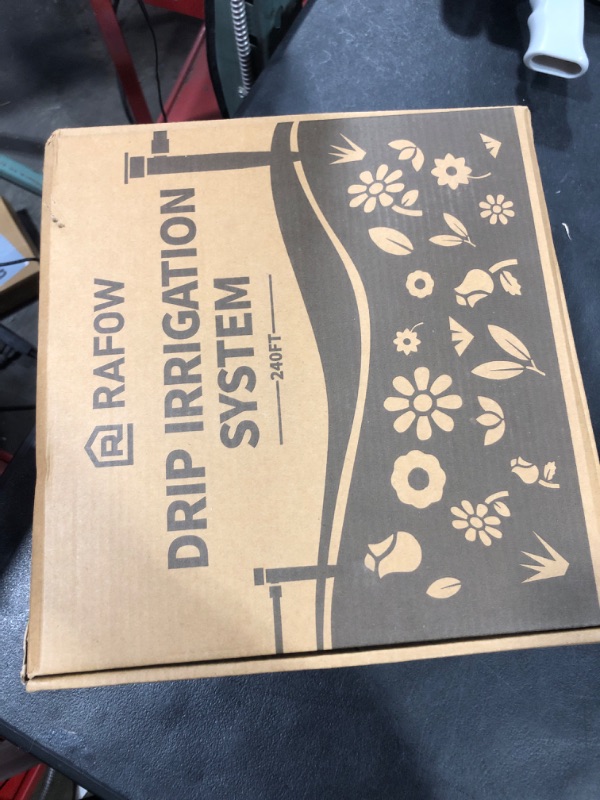 RAFOW
DRIP IRRIGATION
SYSTEM
240FT